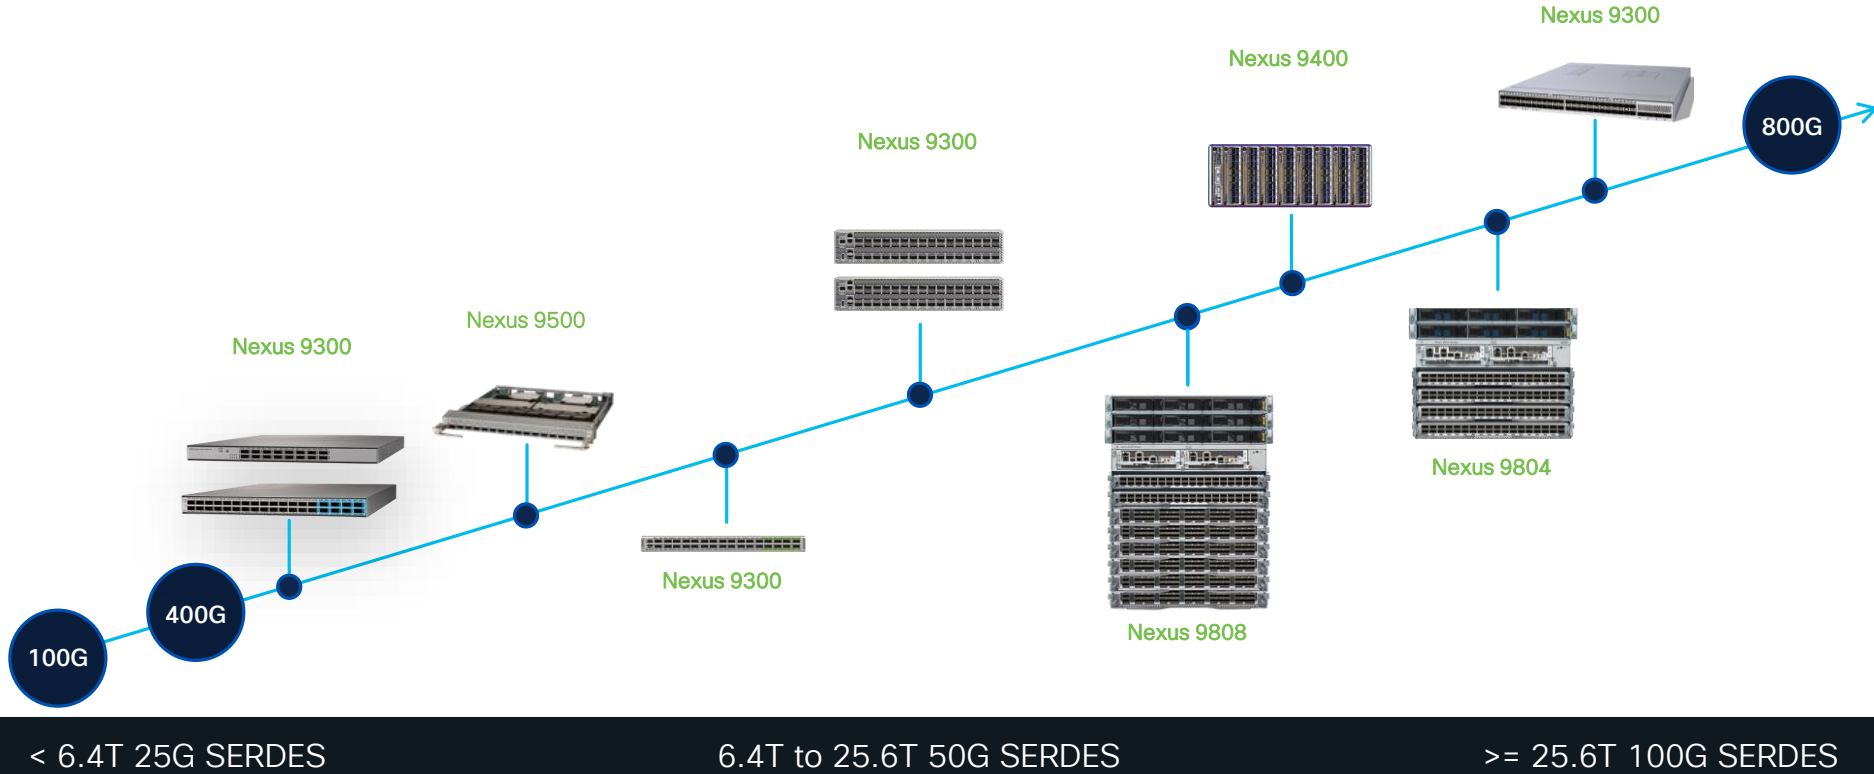 Nexus 9300
Nexus 9400
Nexus 9300
Nexus 9500
Nexus 9300
800G
Nexus 9804
Nexus 9300
Nexus 9808
400G
100G
< 6.4T 25G SERDES
6.4T to 25.6T 50G SERDES
>= 25.6T 100G SERDES